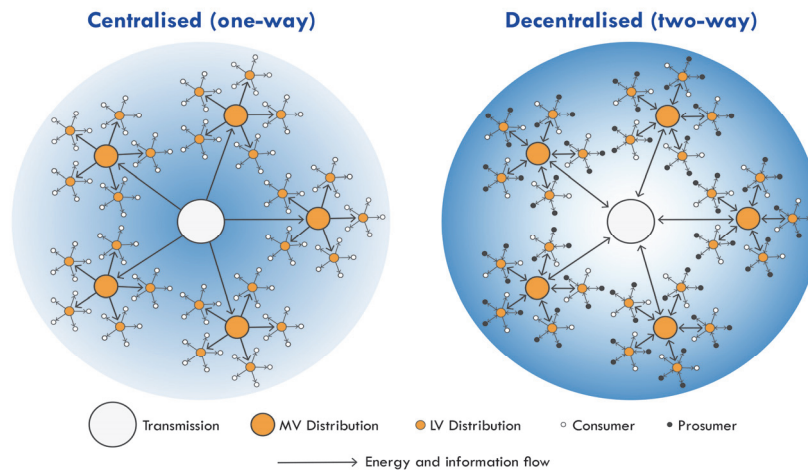 Centralised (one-way)
Decentralised (two-way)
Transmission
MV Distribution
LV Distribution
Consumer
Prosumer
Energy and information flow